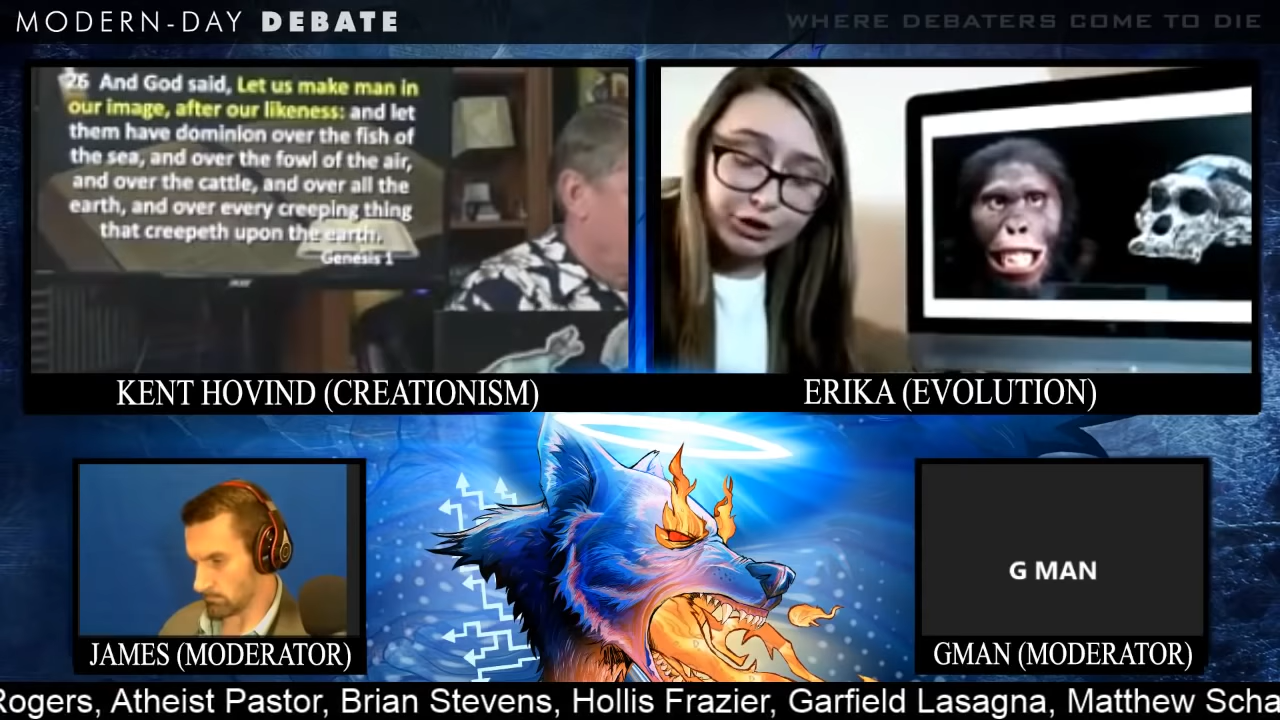 MODERN-DAY DEBATE
WHERE DEBATERS COME TO DIE
26 And God said, Let us make man in
our image, after our likeness: and let
them have dominion over the fish of
the sea, and over the fowl of the air,
and over the cattle, and over all the
earth, and over every creeping thing
that creepeth upon the earth.
Genesis 1
acer
KENT HOVIND (CREATIONISM)
ERIKA (EVOLUTION)
G MAN
JAMES (MODERATOR)
GMAN (MODERATOR)
Rogers, Atheist Pastor, Brian Stevens, Hollis Frazier, Garfield Lasagna, Matthew Scha